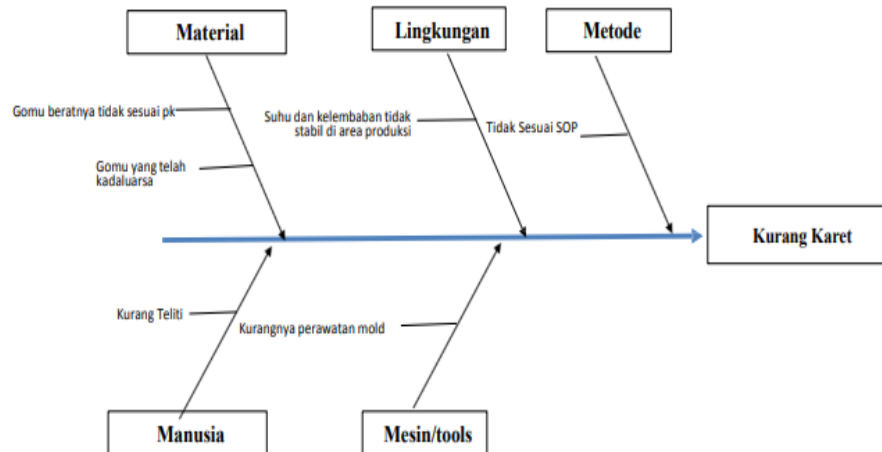 Material
Lingkungan
Metode
Gomu beratnya tidak sesuai pk
Suhu dan kelembaban tidak
stabil di area produksi
Tidak Sesuai SOP
Gomu yang telah
kadaluarsa
Kurang Karet
Kurang Teliti
Kurangnya perawatan mold
Manusia
Mesin/tools